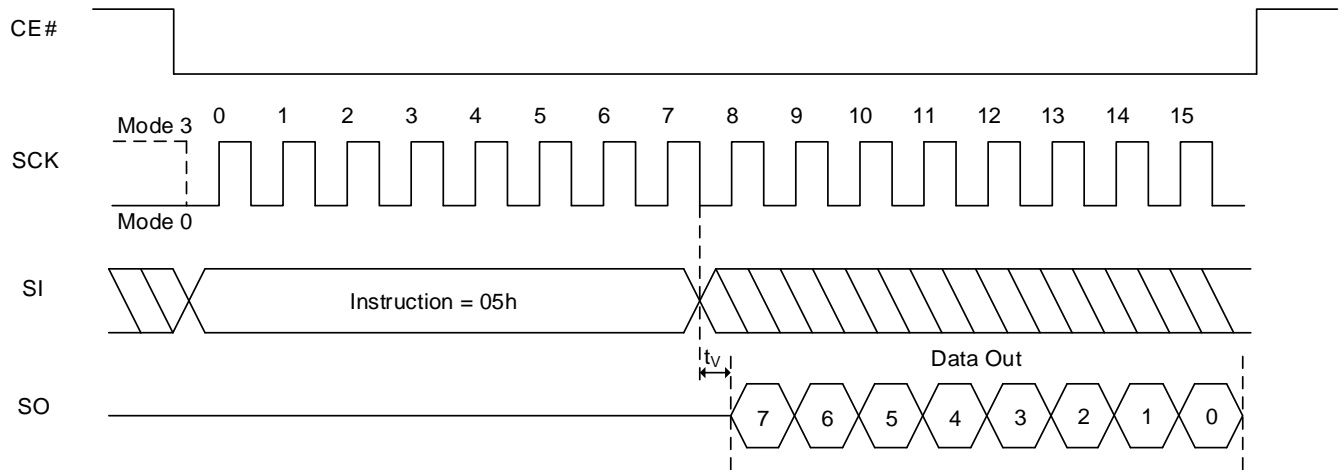 CE#
0 1 2 3 4 5 6 7 8 9 10 11 12 13 14 15
Mode 3
SCK
Mode 0
SI
Instruction = 05h
tV
Data Out
SO
7 6 5 4 3 2 1 0